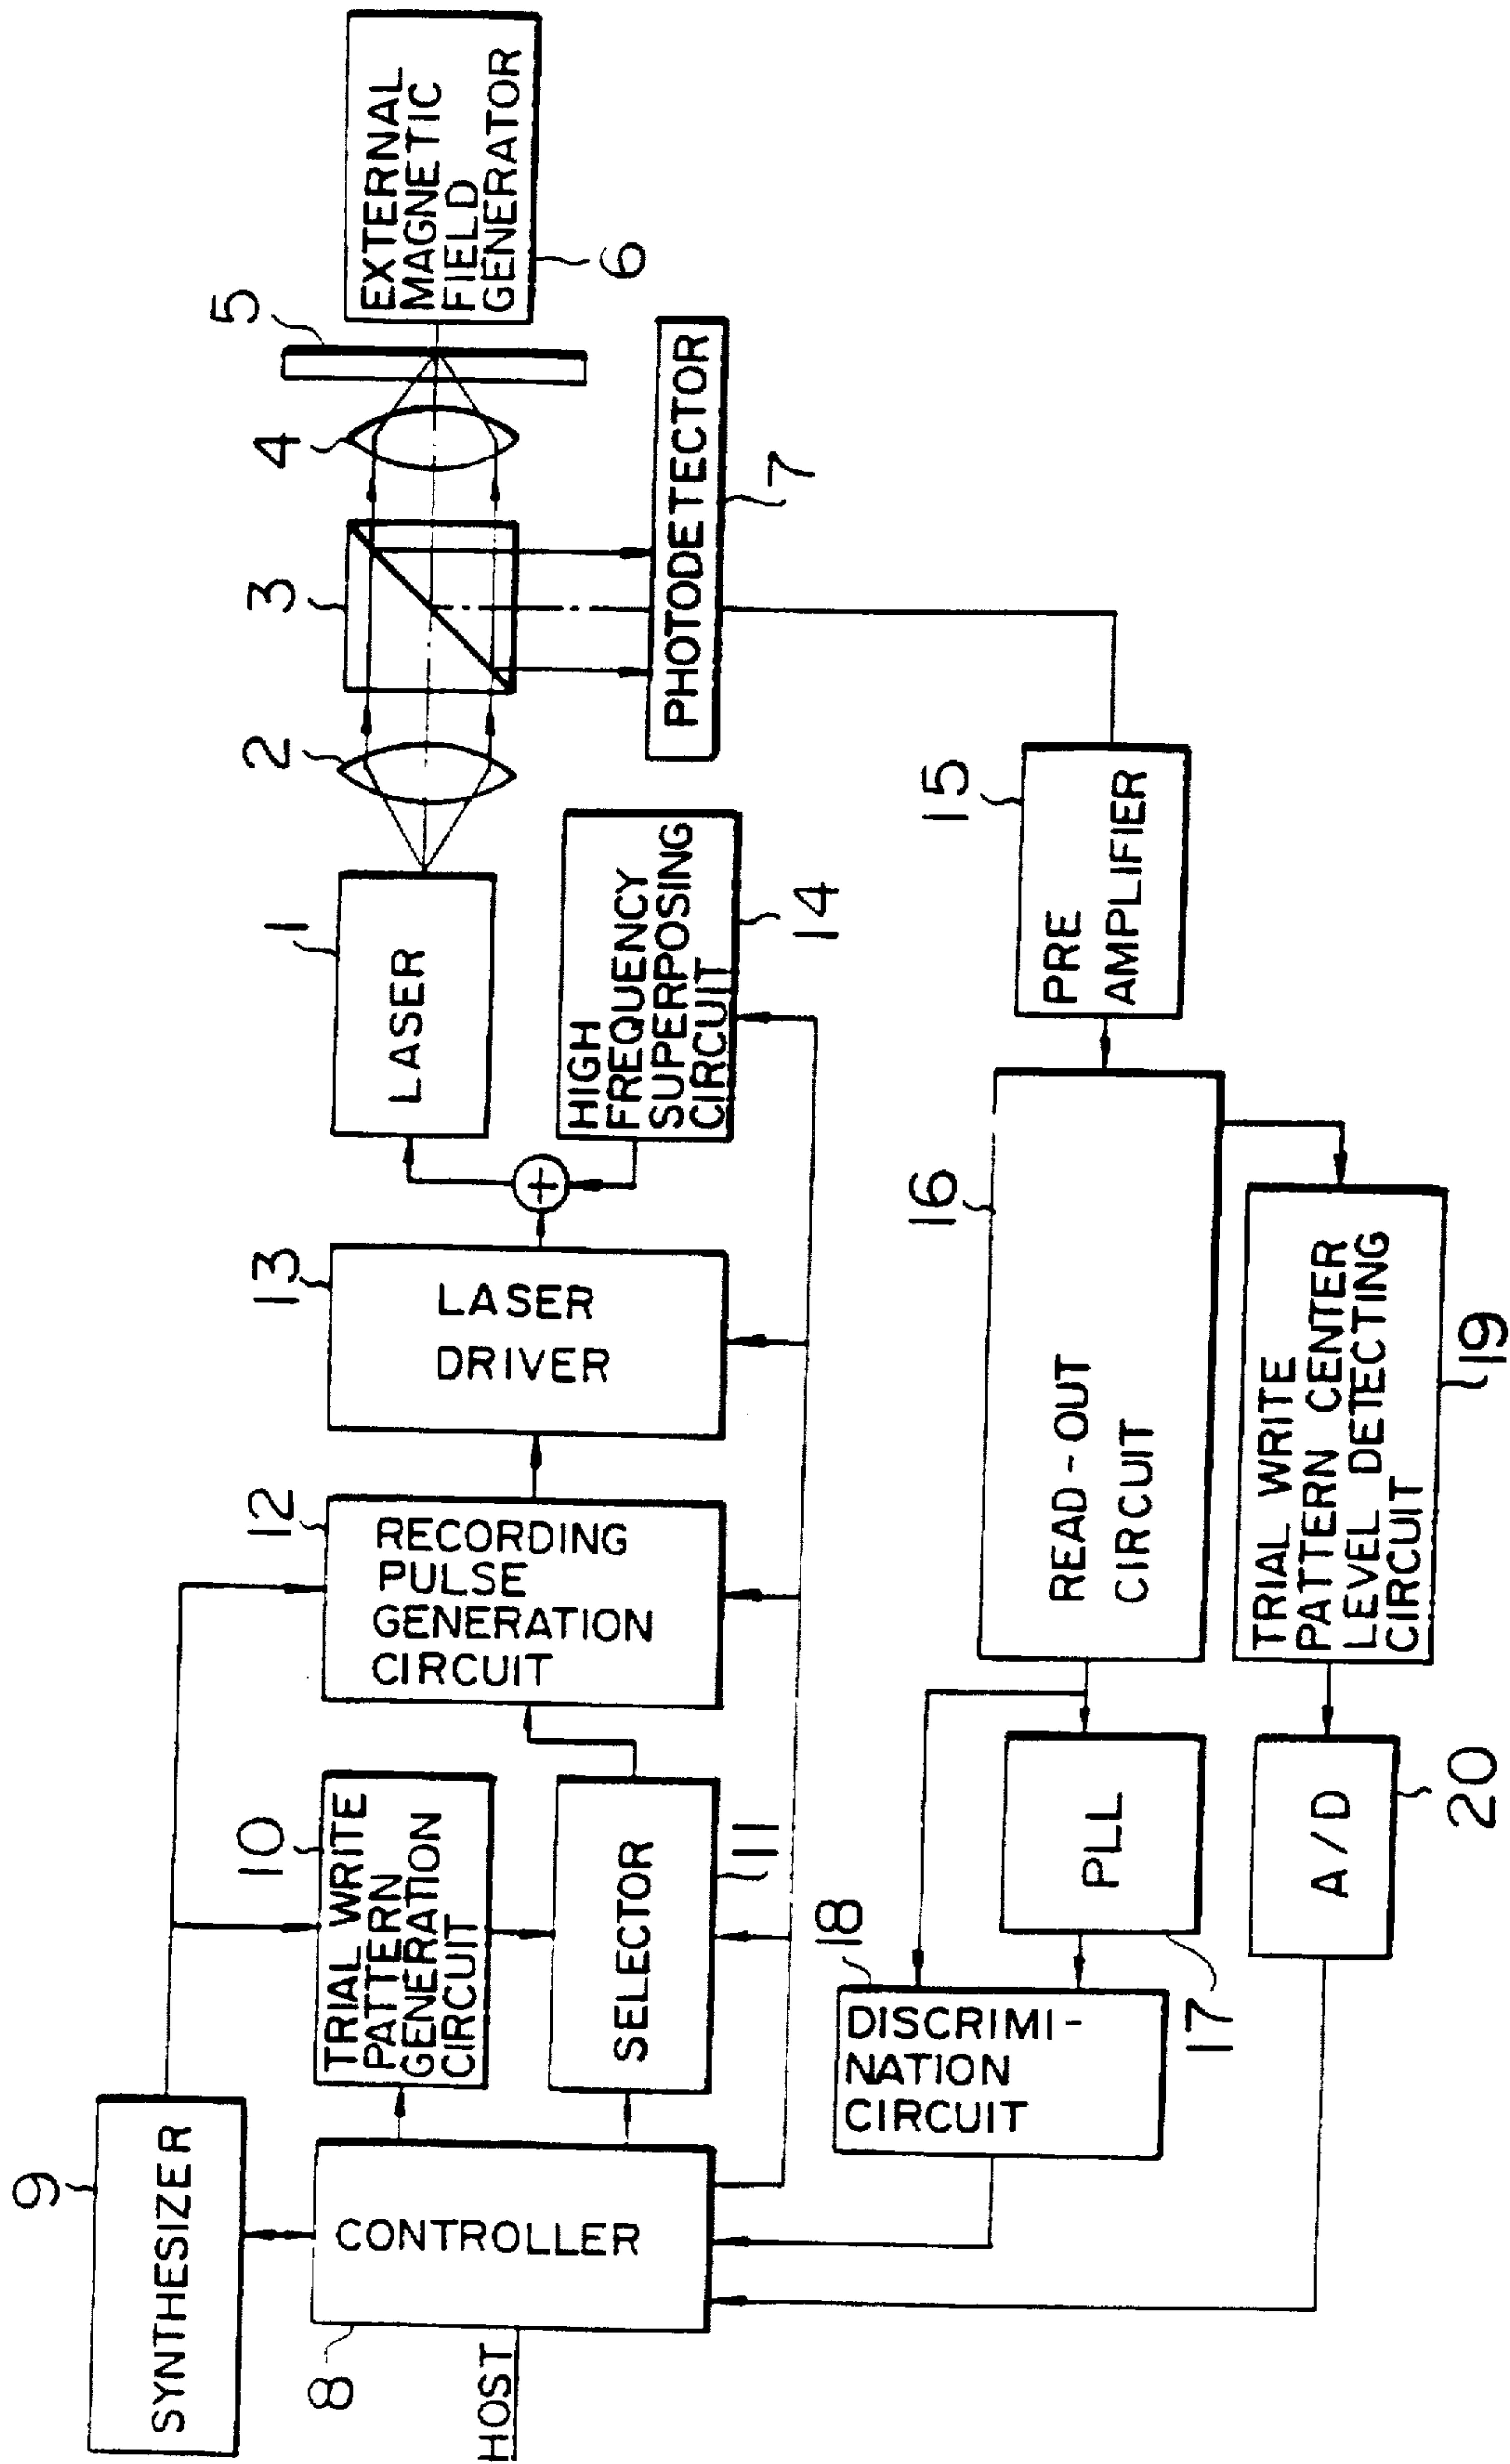 9
SYNTHESIZER
8
CONTROLLER
HOST
10
TRIAL WRITE
PATTERN
GENERATION
CIRCUIT
SELECTOR
11
12
RECORDING
PULSE
GENERATION
CIRCUIT
13
LASER
DRIVER
+
1
LASER
HIGH
FREQUENCY
SUPERPOSING
CIRCUIT
14
2
3
4
5
EXTERNAL
MAGNETIC
FIELD
GENERATOR
6
PHOTODETECTOR
7
15
PRE
AMPLIFIER
16
READ-OUT
CIRCUIT
PLL
17
18
DISCRIMI-
NATION
CIRCUIT
TRIAL WRITE
PATTERN CENTER
LEVEL DETECTING
CIRCUIT
19
A/D
20